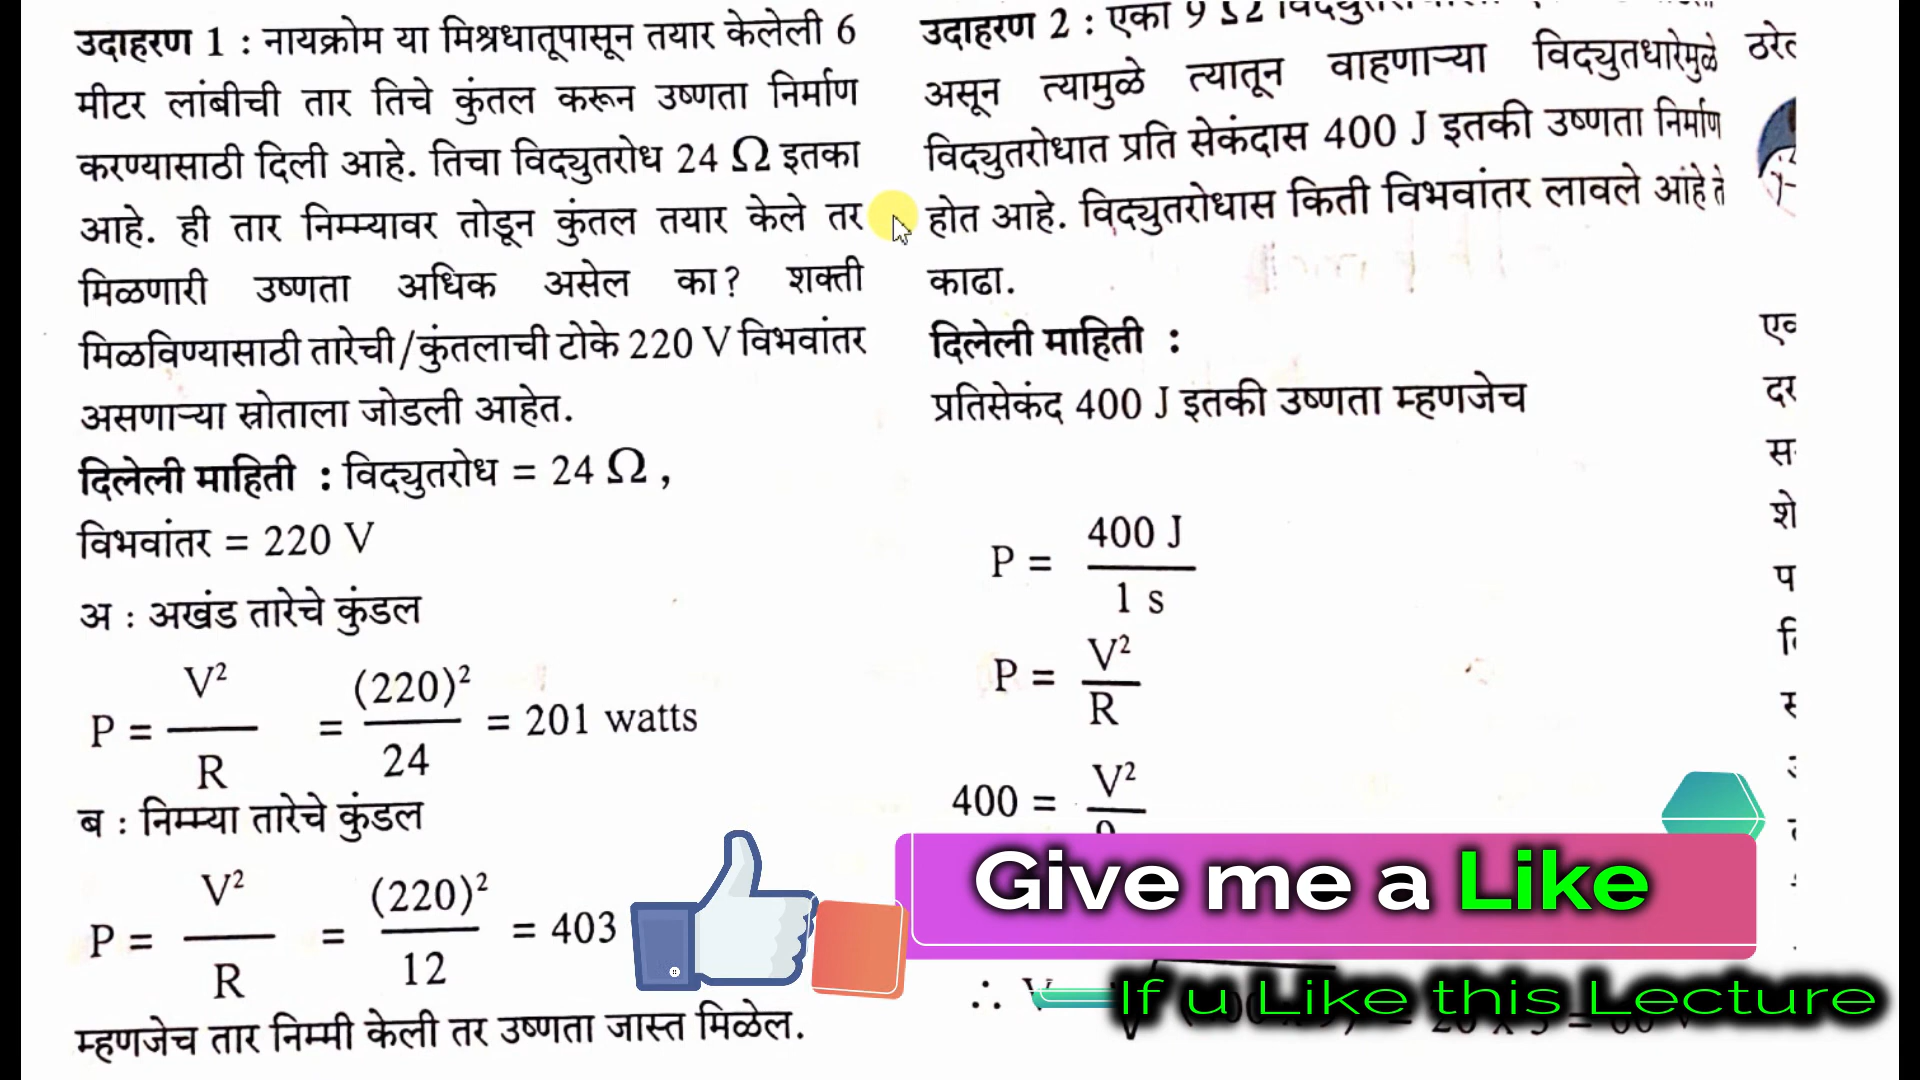 उदाहरण 1 : नायक्रोम या मिश्रधातूपासून तयार केलेली 6
मीटर लांबीची तार तिचे कुंतल करून उष्णता निर्माण
करण्यासाठी दिली आहे. तिचा विद्युतरोध 24 Ω इतका
आहे. ही तार निम्म्यावर तोडून कुंतल तयार केले तर
मिळणारी उष्णता अधिक असेल का? शक्ती
मिळविण्यासाठी तारेची/कुंतलाची टोके 220 V विभवांतर
असणाऱ्या स्रोताला जोडली आहेत.
दिलेली माहिती : विद्युतरोध = 24 Ω ,
विभवांतर = 220 V
अ : अखंड तारेचे कुंडल
P = V²/R = (220)²/24 = 201 watts
ब : निम्म्या तारेचे कुंडल
P = V²/R = (220)²/12 = 403
म्हणजेच तार निम्मी केली तर उष्णता जास्त मिळेल.
उदाहरण 2 : एका 9 Ω
असून त्यामुळे त्यातून वाहणाऱ्या विद्युतधारेमुळे
विद्युतरोधात प्रति सेकंदास 400 J इतकी उष्णता निर्माण
होत आहे. विद्युतरोधास किती विभवांतर लावले आहे ते
काढा.
दिलेली माहिती :
प्रतिसेकंद 400 J इतकी उष्णता म्हणजेच
P = 400 J/1 s
P = V²/R
400 = V²/9
∴ V
Give me a Like
If u Like this Lecture